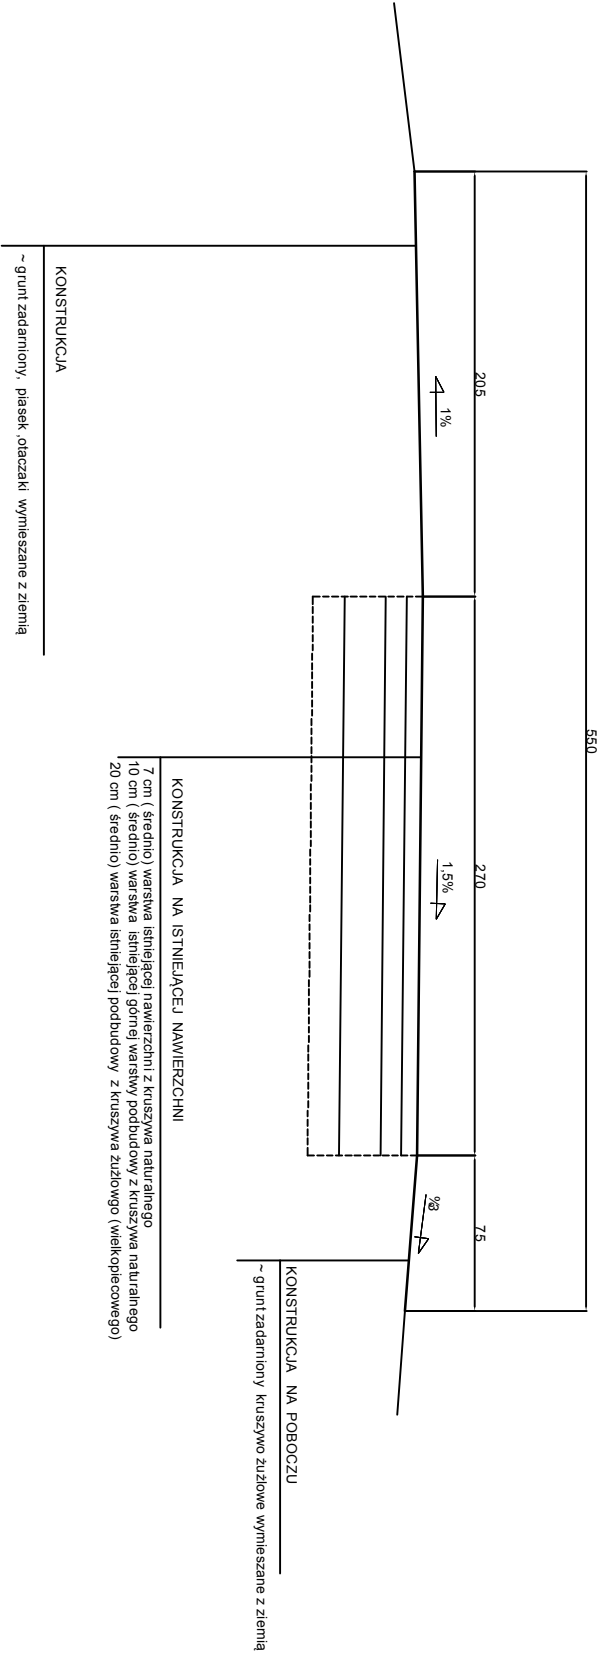 550
205
270
75
1%
1,5%
%3
KONSTRUKCJA
~ grunt zadarniony, piasek ,otaczaki wymieszane z ziemią
KONSTRUKCJA NA ISTNIEJĄCEJ NAWIERZCHNI
7 cm ( średnio) warstwa istniejącej nawierzchni z kruszywa naturalnego
10 cm ( średnio) warstwa istniejącej górnej warstwy podbudowy z kruszywa naturalnego
20 cm ( średnio) warstwa istniejącej podbudowy z kruszywa żużlowgo (wielkopiecowego)
KONSTRUKCJA NA POBOCZU
~ grunt zadarniony kruszywo żużlowe wymieszane z ziemią